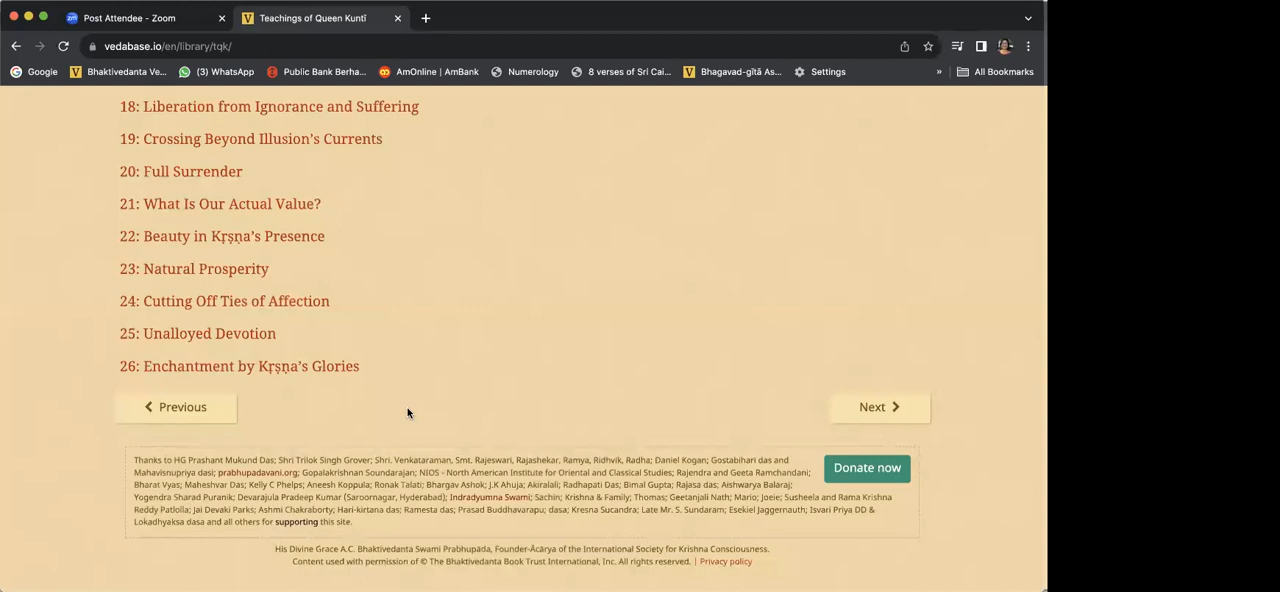 Post Attendee - Zoom
Teachings of Queen Kuntī
vedabase.io/en/library/tqk/
Google
Bhaktivedanta Ve...
(3) WhatsApp
Public Bank Berha...
AmOnline | AmBank
Numerology
8 verses of Sri Cai...
Bhagavad-gītā As...
Settings
»
All Bookmarks
18: Liberation from Ignorance and Suffering
19: Crossing Beyond Illusion's Currents
20: Full Surrender
21: What Is Our Actual Value?
22: Beauty in Kṛṣṇa's Presence
23: Natural Prosperity
24: Cutting Off Ties of Affection
25: Unalloyed Devotion
26: Enchantment by Kṛṣṇa's Glories
Previous
Next
Thanks to HG Prashant Mukund Das; Shri Trilok Singh Grover; Shri. Venkataraman, Smt. Rajeswari, Rajashekar, Ramya, Ridhvik, Radha; Daniel Kogan; Gostabihari das and
Mahavisnupriya dasi; prabhupadavani.org; Gopalakrishnan Soundarajan; NIOS - North American Institute for Oriental and Classical Studies; Rajendra and Geeta Ramchandani;
Bharat Vyas; Maheshvar Das; Kelly C Phelps; Aneesh Koppula; Ronak Talati; Bhargav Ashok; J.K Ahuja; Akiralali; Radhapati Das; Bimal Gupta; Rajasa das; Aishwarya Balaraj;
Yogendra Sharad Puranik; Devarajula Pradeep Kumar (Saroornagar, Hyderabad); Indradyumna Swami; Sachin; Krishna & Family; Thomas; Geetanjali Nath; Mario; Joeie; Susheela and Rama Krishna
Reddy Patlolla; Jai Devaki Parks; Ashmi Chakraborty; Hari-kirtana das; Ramesta das; Prasad Buddhavarapu; dasa; Kresna Sucandra; Late Mr. S. Sundaram; Esekiel Jaggernauth; Isvari Priya DD &
Lokadhyaksa dasa and all others for supporting this site.
Donate now
His Divine Grace A.C. Bhaktivedanta Swami Prabhupāda, Founder-Ācārya of the International Society for Krishna Consciousness.
Content used with permission of © The Bhaktivedanta Book Trust International, Inc. All rights reserved. | Privacy policy